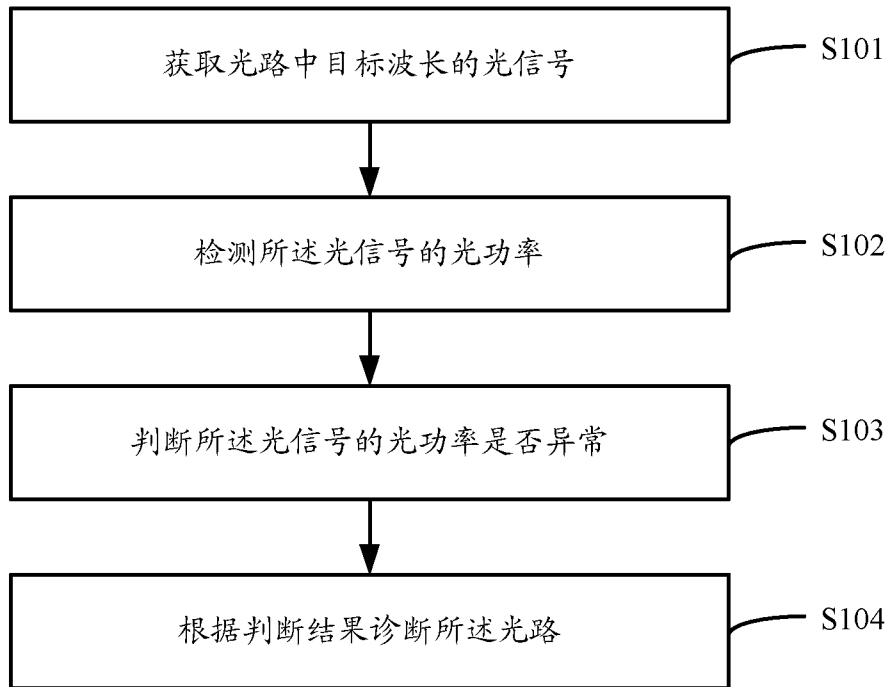 获取光路中目标波长的光信号
S101
检测所述光信号的光功率
S102
判断所述光信号的光功率是否异常
S103
根据判断结果诊断所述光路
S104